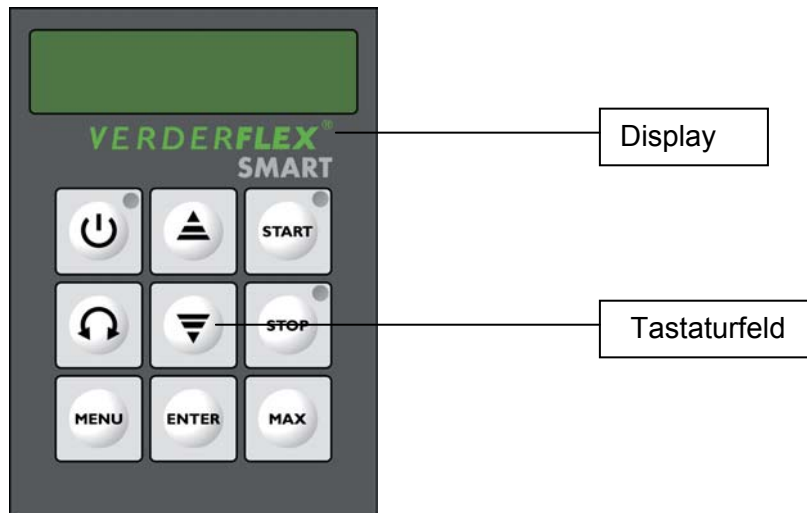 VERDERFLEX®
SMART
Display
START
STOP
Tastaturfeld
MENU ENTER MAX